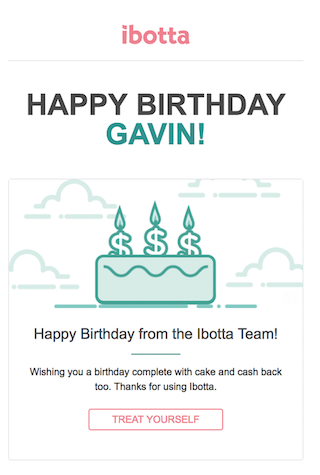 ibotta
HAPPY BIRTHDAY
GAVIN!
$ $ $
Happy Birthday from the Ibotta Team!
Wishing you a birthday complete with cake and cash back
too. Thanks for using Ibotta.
TREAT YOURSELF